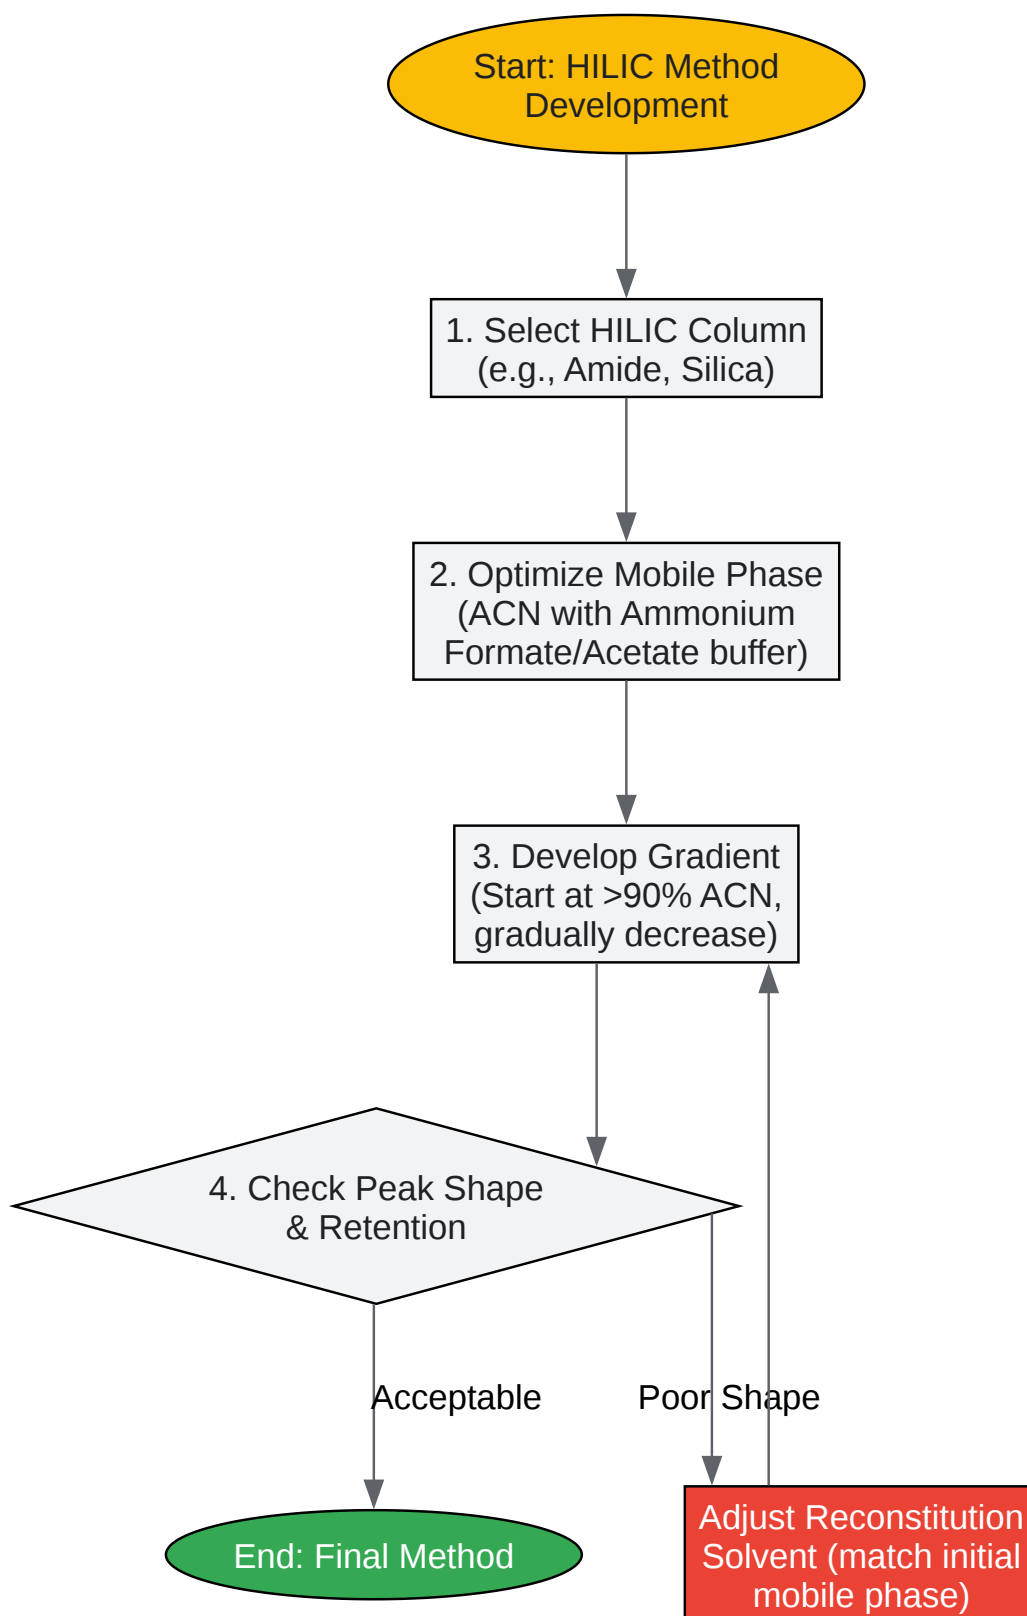 Start: HILIC Method
Development
1. Select HILIC Column
(e.g., Amide, Silica)
2. Optimize Mobile Phase
(ACN with Ammonium
Formate/Acetate buffer)
3. Develop Gradient
(Start at >90% ACN,
gradually decrease)
4. Check Peak Shape
& Retention
Acceptable
Poor Shape
End: Final Method
Adjust Reconstitution
Solvent (match initial
mobile phase)